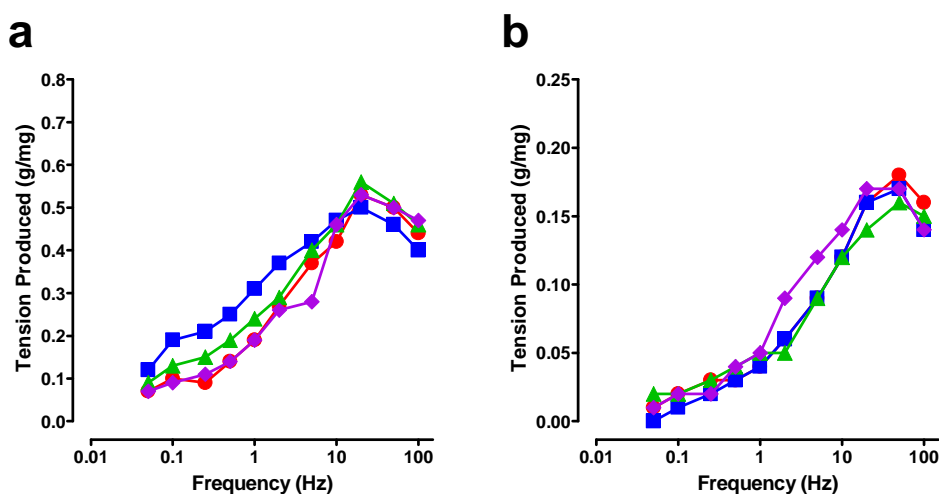 a
0.8
0.7
0.6
0.5
0.4
0.3
0.2
0.1
0.0
Tension Produced (g/mg)
0.01 0.1 1 10 100
Frequency (Hz)
b
0.25
0.20
0.15
0.10
0.05
0.00
Tension Produced (g/mg)
0.01 0.1 1 10 100
Frequency (Hz)